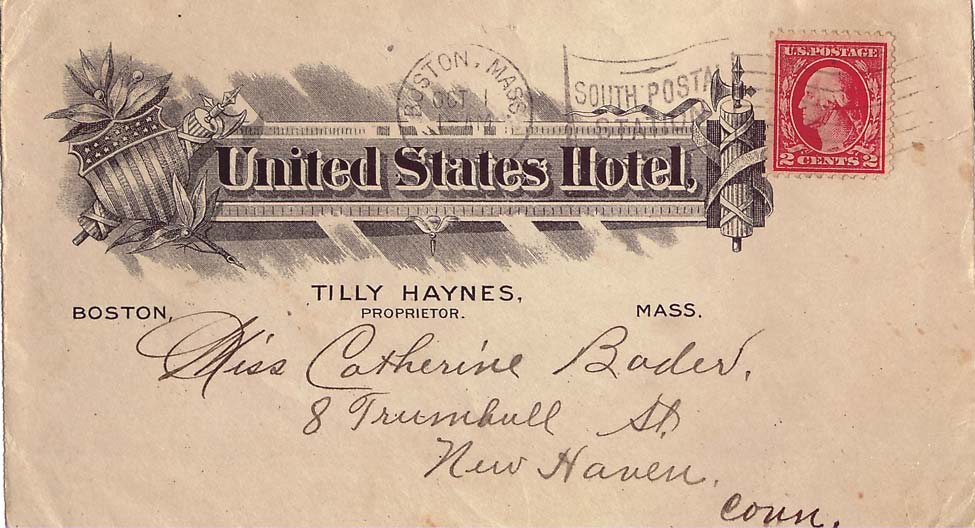 BOSTON, MASS.
OCT 1
SOUTH POSTAL
U.S. POSTAGE
2 CENTS 2
United States Hotel,
TILLY HAYNES,
PROPRIETOR.
BOSTON, MASS.
Miss Catherine Bader,
8 Trumbull St.
New Haven.
Conn.